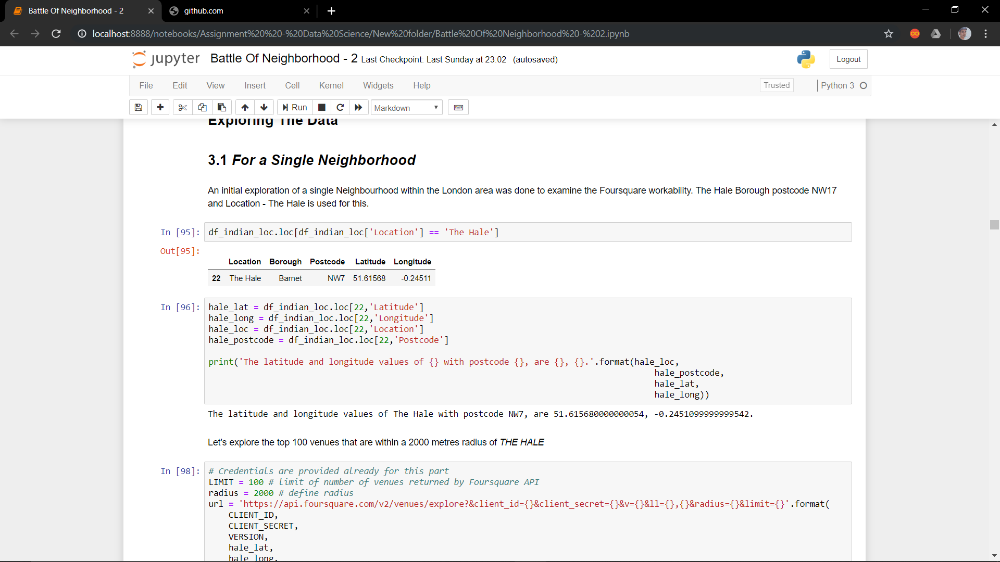 Battle Of Neighborhood - 2
github.com
localhost:8888/notebooks/Assignment%20%20-%20Data%20Science/New%20folder/Battle%20Of%20Neighborhood%20-%202.ipynb
jupyter Battle Of Neighborhood - 2 Last Checkpoint: Last Sunday at 23:02 (autosaved)
Logout
File Edit View Insert Cell Kernel Widgets Help
Trusted
Python 3
Run
Markdown
Exploring The Data
3.1 For a Single Neighborhood
An initial exploration of a single Neighbourhood within the London area was done to examine the Foursquare workability. The Hale Borough postcode NW17
and Location - The Hale is used for this.
In [95]: df_indian_loc.loc[df_indian_loc['Location'] == 'The Hale']
Out[95]:
Location Borough Postcode Latitude Longitude
22 The Hale Barnet NW7 51.61568 -0.24511
In [96]: hale_lat = df_indian_loc.loc[22,'Latitude']
hale_long = df_indian_loc.loc[22,'Longitude']
hale_loc = df_indian_loc.loc[22,'Location']
hale_postcode = df_indian_loc.loc[22,'Postcode']
print('The latitude and longitude values of {} with postcode {}, are {}, {}.'.format(hale_loc,
hale_postcode,
hale_lat,
hale_long))
The latitude and longitude values of The Hale with postcode NW7, are 51.615680000000054, -0.2451099999999542.
Let's explore the top 100 venues that are within a 2000 metres radius of THE HALE
In [98]: # Credentials are provided already for this part
LIMIT = 100 # limit of number of venues returned by Foursquare API
radius = 2000 # define radius
url = 'https://api.foursquare.com/v2/venues/explore?&client_id={}&client_secret={}&v={}&ll={},{}&radius={}&limit={}'.format(
CLIENT_ID,
CLIENT_SECRET,
VERSION,
hale_lat,
hale_long,